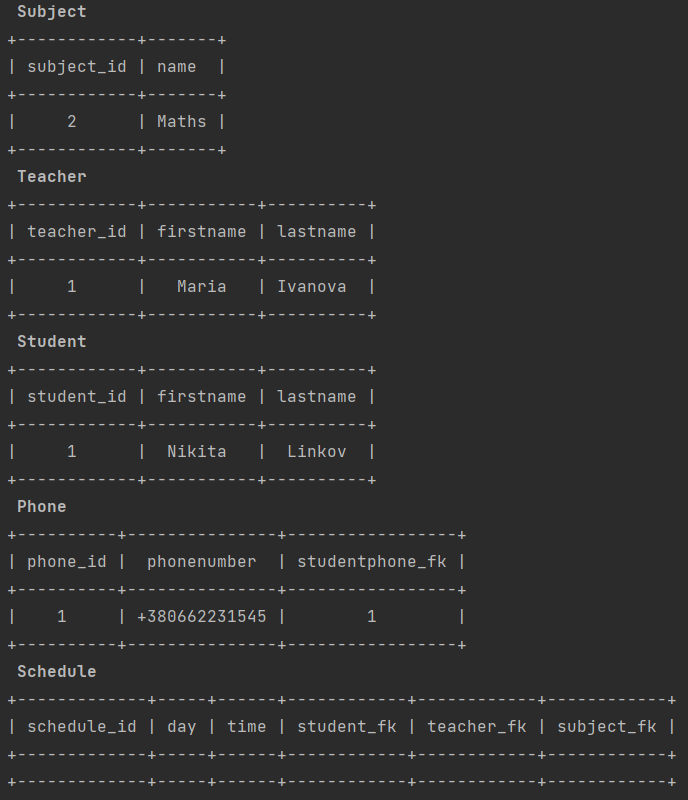 Subject
+------------+-------+
| subject_id | name  |
+------------+-------+
|     2      | Maths |
+------------+-------+
Teacher
+------------+-----------+----------+
| teacher_id | firstname | lastname |
+------------+-----------+----------+
|     1      |   Maria   | Ivanova  |
+------------+-----------+----------+
Student
+------------+-----------+----------+
| student_id | firstname | lastname |
+------------+-----------+----------+
|     1      |  Nikita   |  Linkov  |
+------------+-----------+----------+
Phone
+----------+---------------+-----------------+
| phone_id |  phonenumber  | studentphone_fk |
+----------+---------------+-----------------+
|    1     | +380662231545 |        1        |
+----------+---------------+-----------------+
Schedule
+-------------+-----+------+------------+------------+------------+
| schedule_id | day | time | student_fk | teacher_fk | subject_fk |
+-------------+-----+------+------------+------------+------------+
+-------------+-----+------+------------+------------+------------+